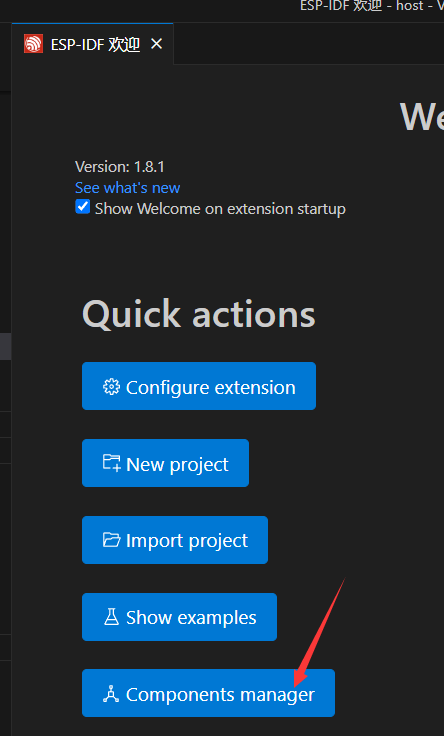 ESP-IDF 欢迎 - host - V
ESP-IDF 欢迎
We
Version: 1.8.1
See what's new
Show Welcome on extension startup
Quick actions
Configure extension
New project
Import project
Show examples
Components manager